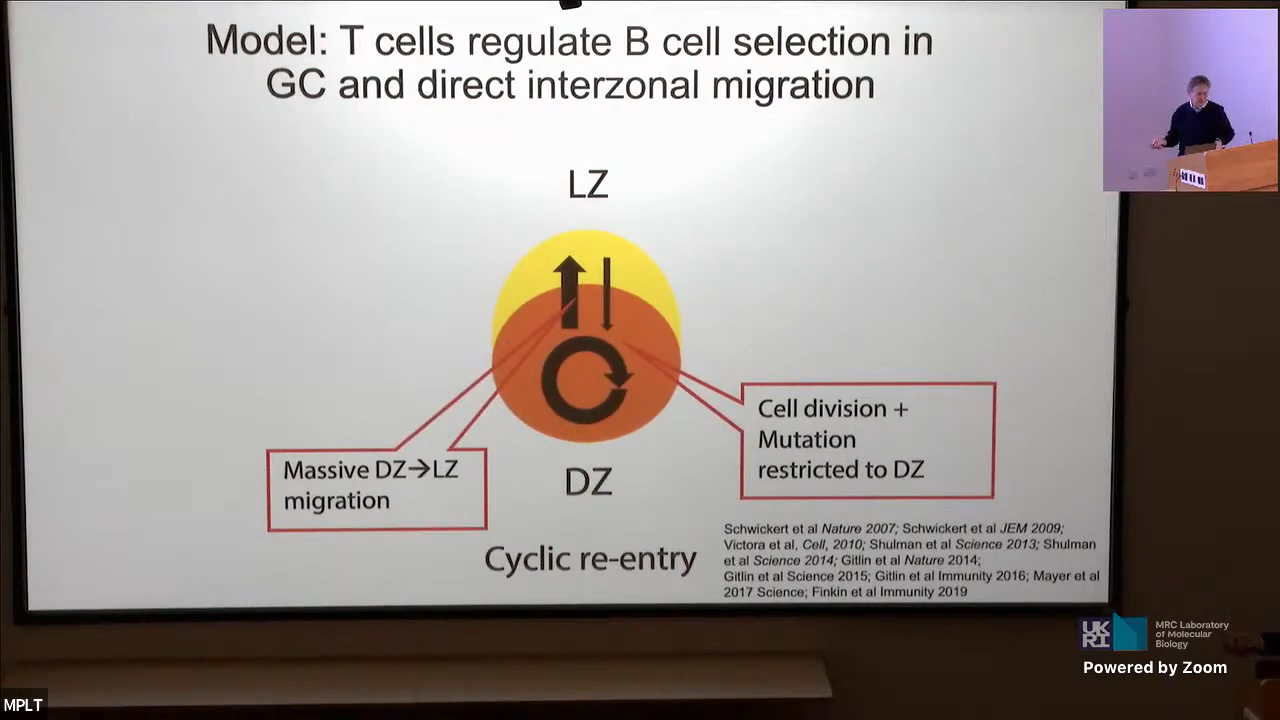 Model: T cells regulate B cell selection in
GC and direct interzonal migration
LZ
Massive DZ→LZ
migration
Cell division +
Mutation
restricted to DZ
DZ
Cyclic re-entry
Schwickert et al Nature 2007; Schwickert et al JEM 2009;
Victora et al, Cell, 2010; Shulman et al Science 2013; Shulman
et al Science 2014; Gitlin et al Nature 2014;
Gitlin et al Science 2015; Gitlin et al Immunity 2016; Mayer et al
2017 Science; Finkin et al Immunity 2019
UK
RI
MRC Laboratory
of Molecular
Biology
Powered by Zoom
MPLT